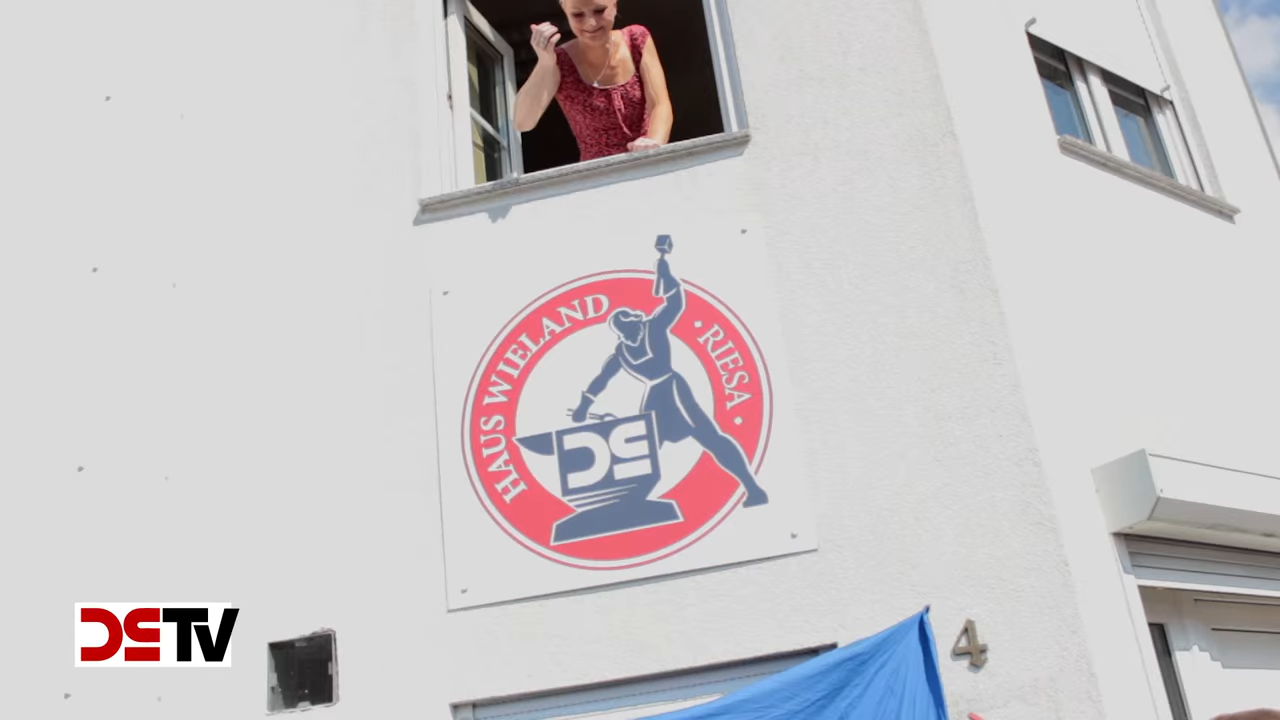 HAUS WIELAND
• RIESA •
DS
DSTV
4